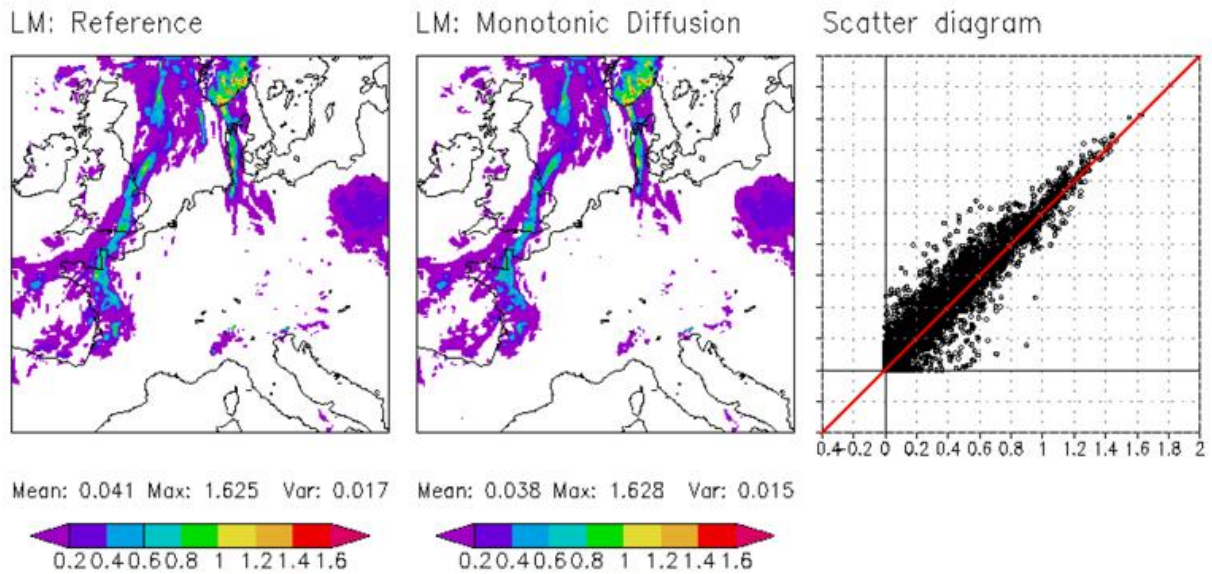 LM: Reference
LM: Monotonic Diffusion
Scatter diagram
0.4-0.2 0 0.2 0.4 0.6 0.8 1 1.2 1.4 1.6 1.8 2
Mean: 0.041 Max: 1.625 Var: 0.017
Mean: 0.038 Max: 1.628 Var: 0.015
0.2 0.4 0.6 0.8 1 1.2 1.4 1.6
0.2 0.4 0.6 0.8 1 1.2 1.4 1.6